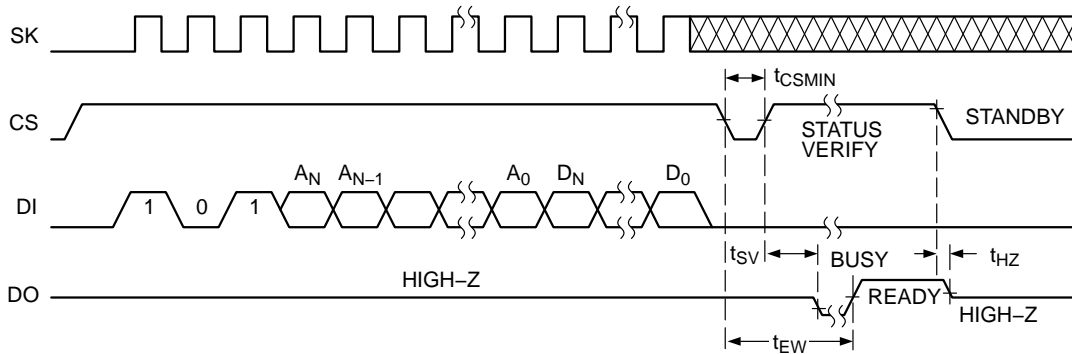 SK
tCSMIN
CS
STANDBY
STATUS
VERIFY
AN AN−1 A0 DN D0
DI
1 0 1
tSV
BUSY
tHZ
HIGH−Z
DO
READY
HIGH−Z
tEW